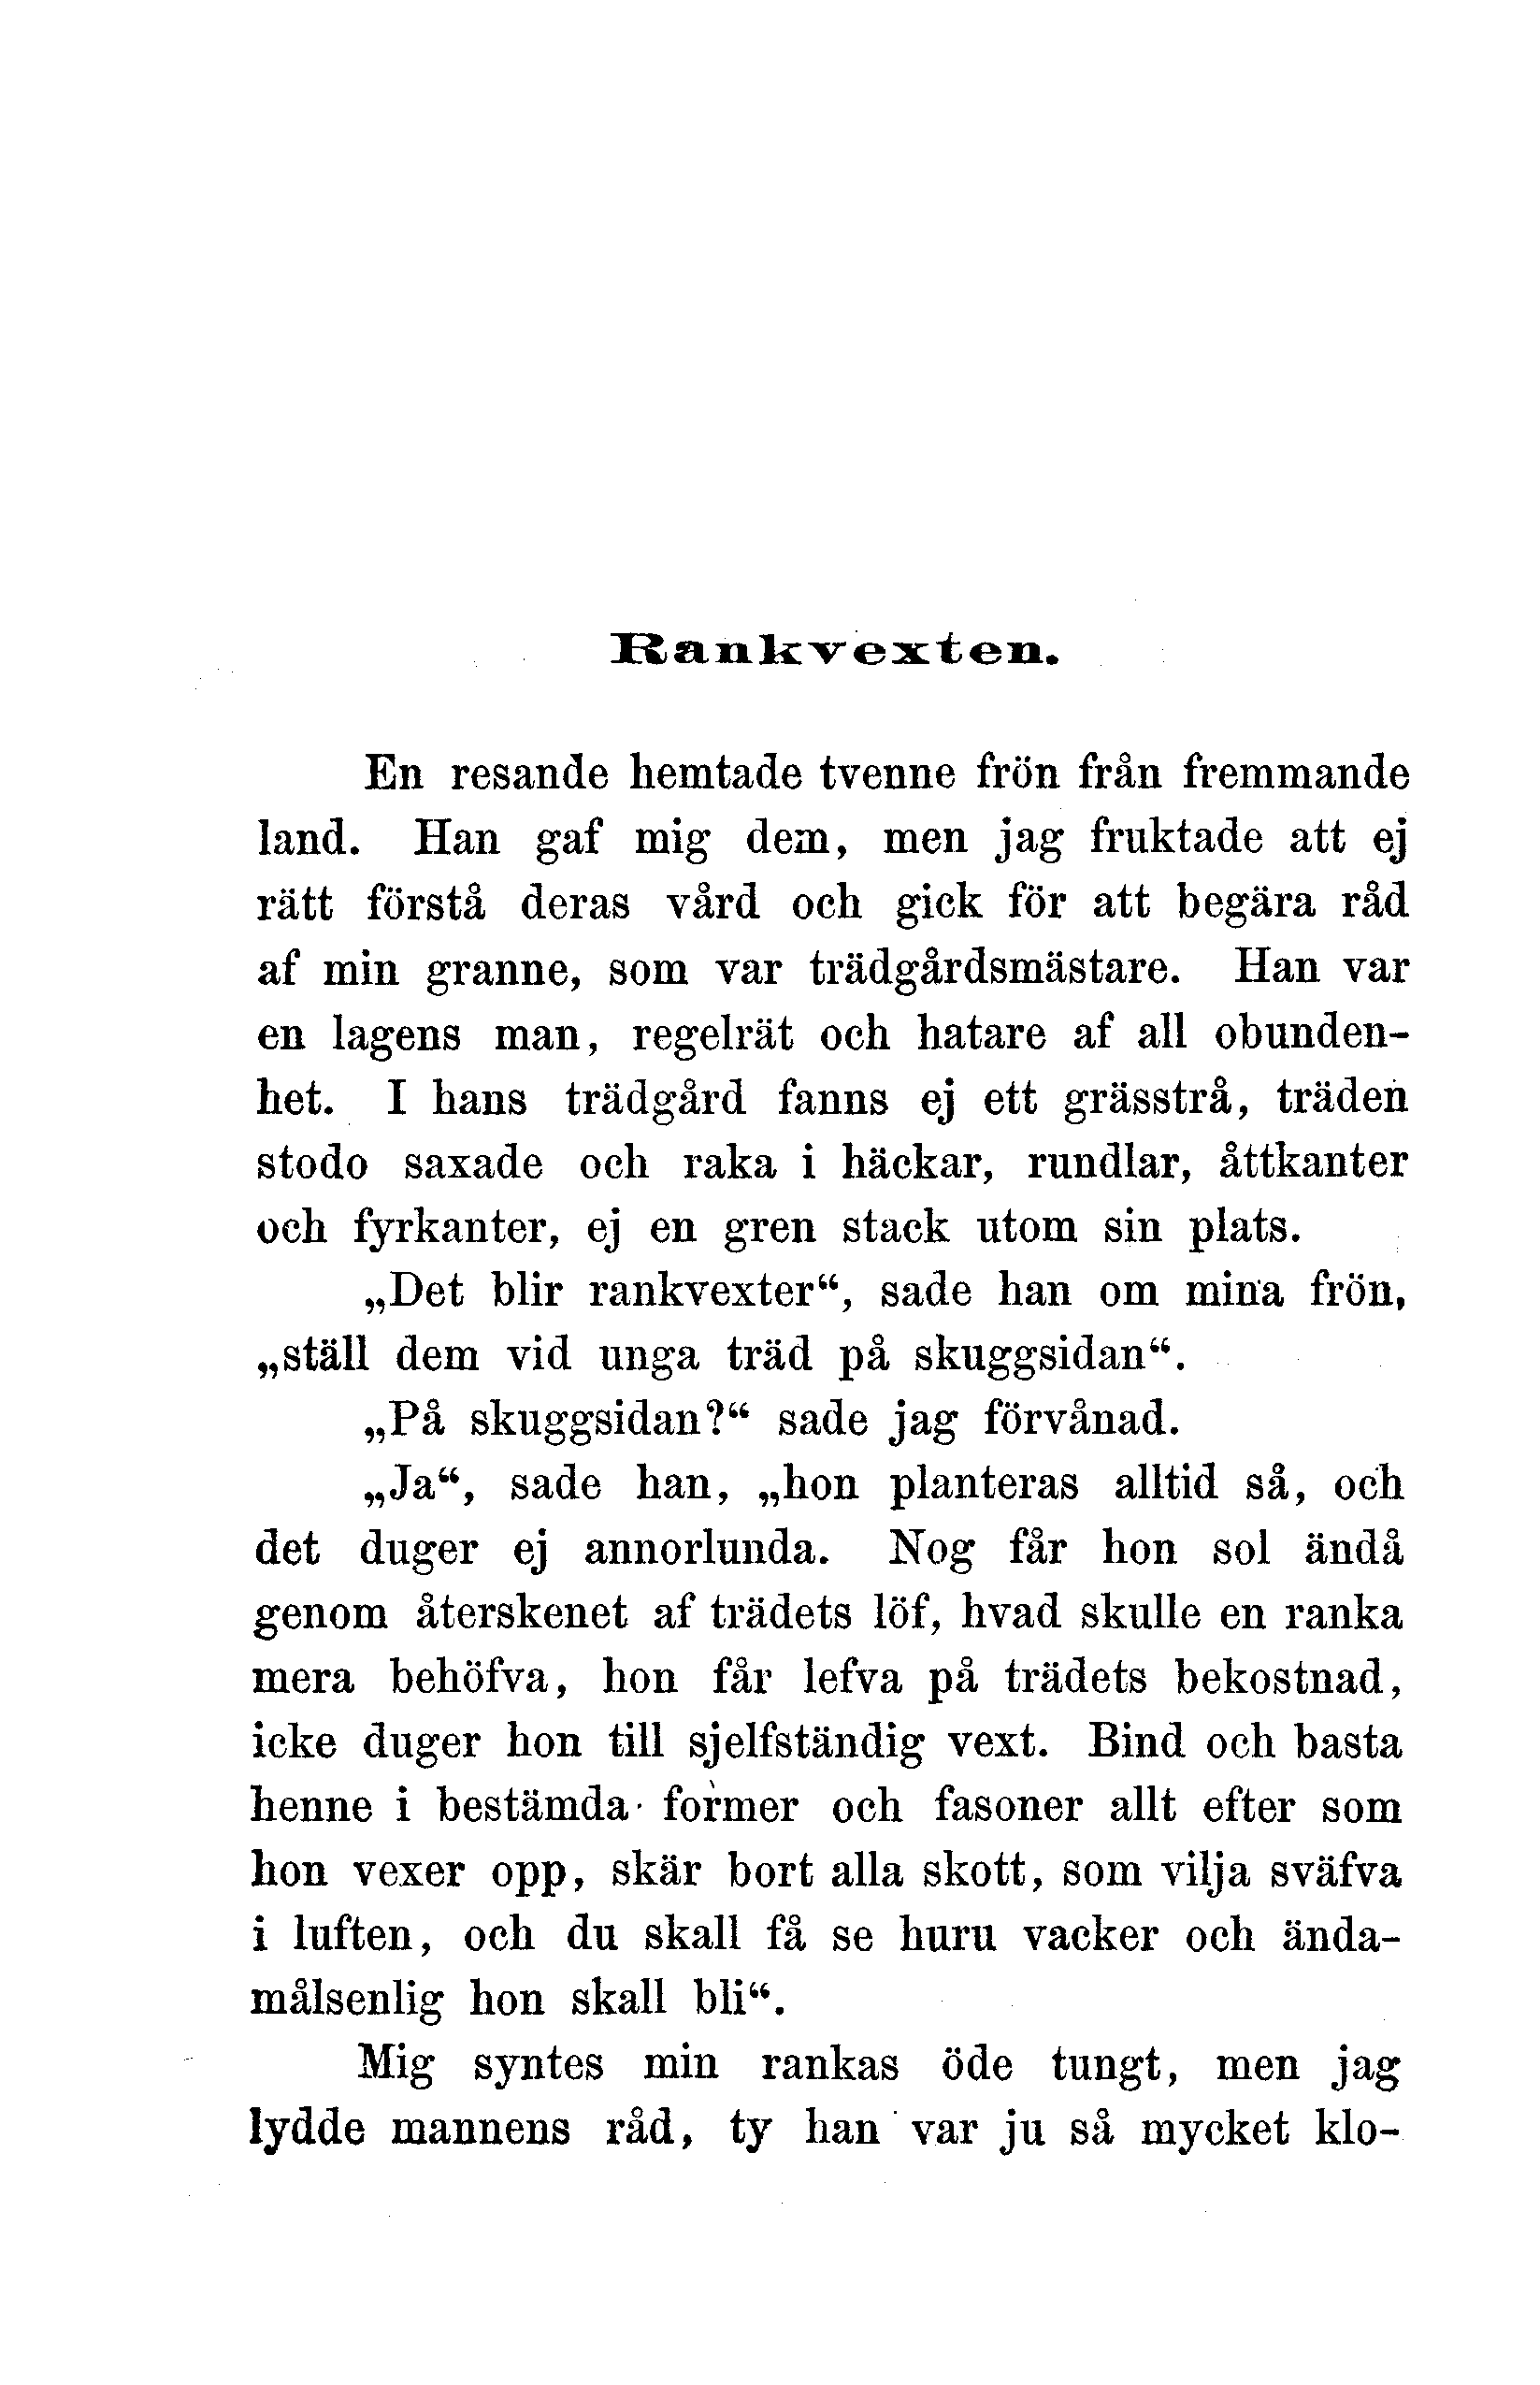 Rankvexten.
En resande hemtade tvenne frön från fremmande
land. Han gaf mig dem, men jag fruktade att ej
rätt förstå deras vård och gick för att begära råd
af min granne, som var trädgårdsmästare. Han var
en lagens man, regelrät och hatare af all obunden-
het. I hans trädgård fanns ej ett grässtrå, träden
stodo saxade och raka i häckar, rundlar, åttkanter
och fyrkanter, ej en gren stack utom sin plats.
„Det blir rankvexter“, sade han om mina frön,
„ställ dem vid unga träd på skuggsidan“.
„På skuggsidan?“ sade jag förvånad.
„Ja“, sade han, „hon planteras alltid så, och
det duger ej annorlunda. Nog får hon sol ändå
genom återskenet af trädets löf, hvad skulle en ranka
mera behöfva, hon får lefva på trädets bekostnad,
icke duger hon till sjelfständig vext. Bind och basta
henne i bestämda former och fasoner allt efter som
hon vexer opp, skär bort alla skott, som vilja sväfva
i luften, och du skall få se huru vacker och ända-
målsenlig hon skall bli“.
Mig syntes min rankas öde tungt, men jag
lydde mannens råd, ty han var ju så mycket klo-